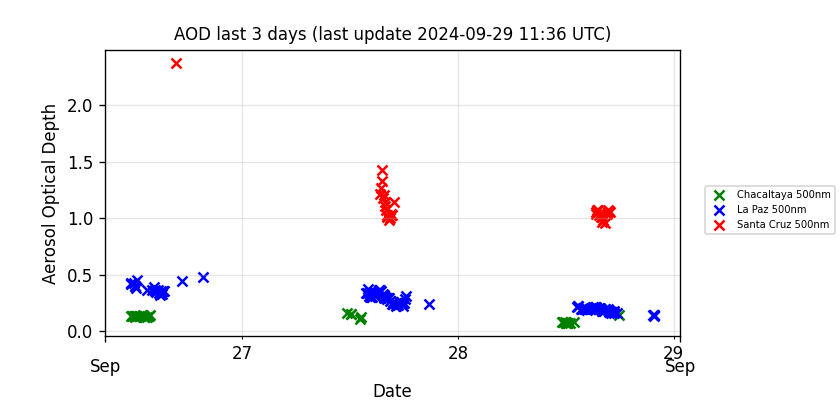 AOD last 3 days (last update 2024-09-29 11:36 UTC)
Aerosol Optical Depth
2.0
1.5
1.0
0.5
0.0
27
28
29
Sep
Sep
Date
Chacaltaya 500nm
La Paz 500nm
Santa Cruz 500nm